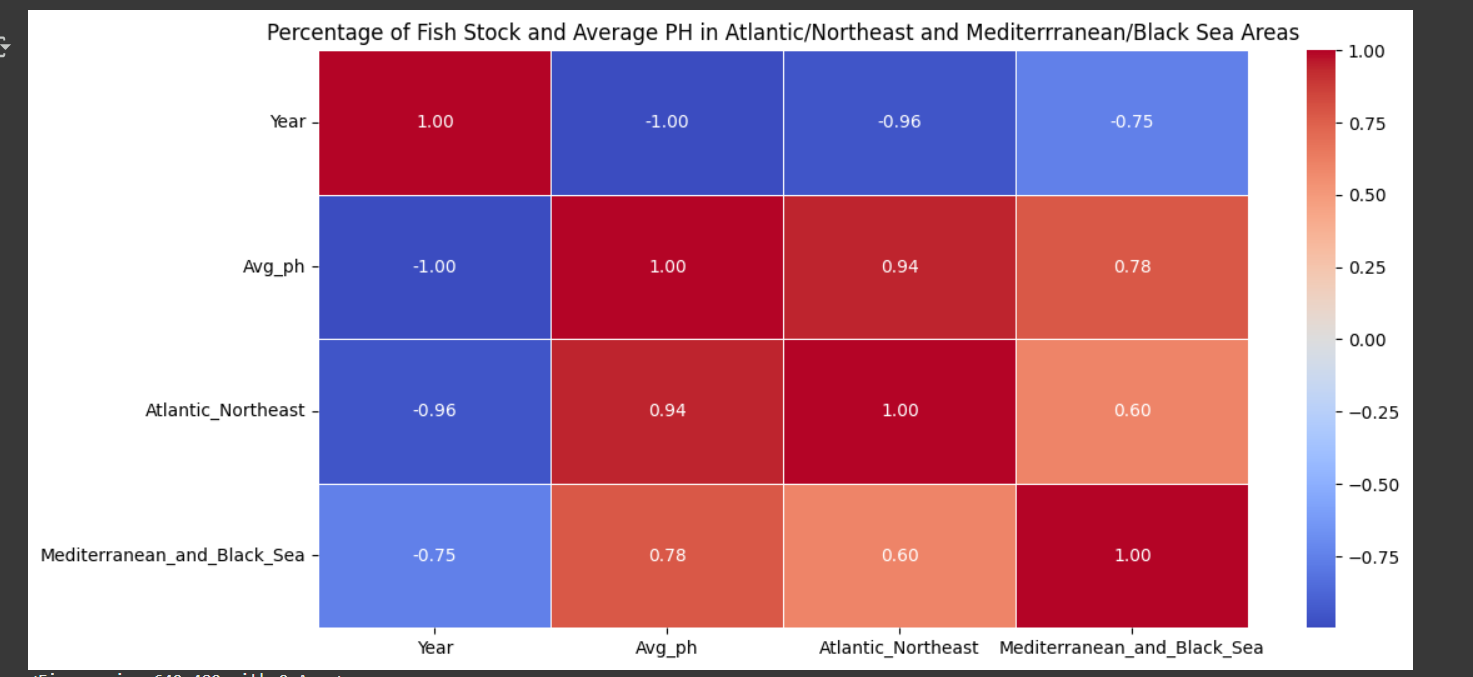 Percentage of Fish Stock and Average PH in Atlantic/Northeast and Mediterrranean/Black Sea Areas
1.00
Year
1.00
-1.00
-0.96
-0.75
0.75
0.50
Avg_ph
-1.00
1.00
0.94
0.78
0.25
0.00
Atlantic_Northeast
-0.96
0.94
1.00
0.60
−0.25
−0.50
Mediterranean_and_Black_Sea
-0.75
0.78
0.60
1.00
−0.75
Year
Avg_ph
Atlantic_Northeast
Mediterranean_and_Black_Sea